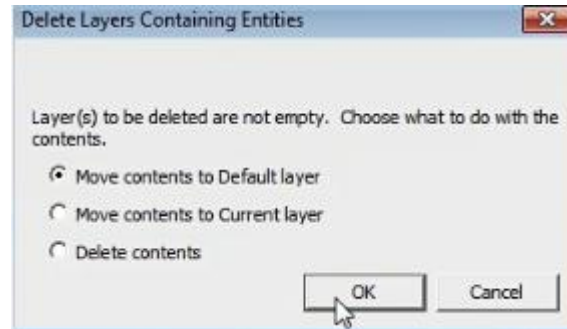 Delete Layers Containing Entities
Layer(s) to be deleted are not empty. Choose what to do with the
contents.
Move contents to Default layer
Move contents to Current layer
Delete contents
OK
Cancel